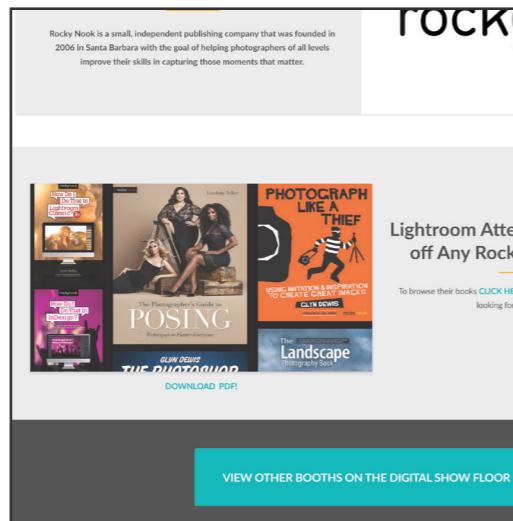 rock
Rocky Nook is a small, independent publishing company that was founded in
2006 in Santa Barbara with the goal of helping photographers of all levels
improve their skills in capturing those moments that matter.
How Do I
Do That In
Lightroom
Classic?
How Do I
Do That In
InDesign?
Lindsay Adler
The Photographer's Guide to
POSING
Techniques to Flatter Everyone
GLYN DEWIS
THE PHOTOSHOP
PHOTOGRAPH
LIKE A
THIEF
USING IMITATION & INSPIRATION
TO CREATE GREAT IMAGES
GLYN DEWIS
rockynook
The
Landscape
Photography Book
DOWNLOAD PDF!
Lightroom Atte
off Any Rock
To browse their books CLICK HE
looking fo
VIEW OTHER BOOTHS ON THE DIGITAL SHOW FLOOR